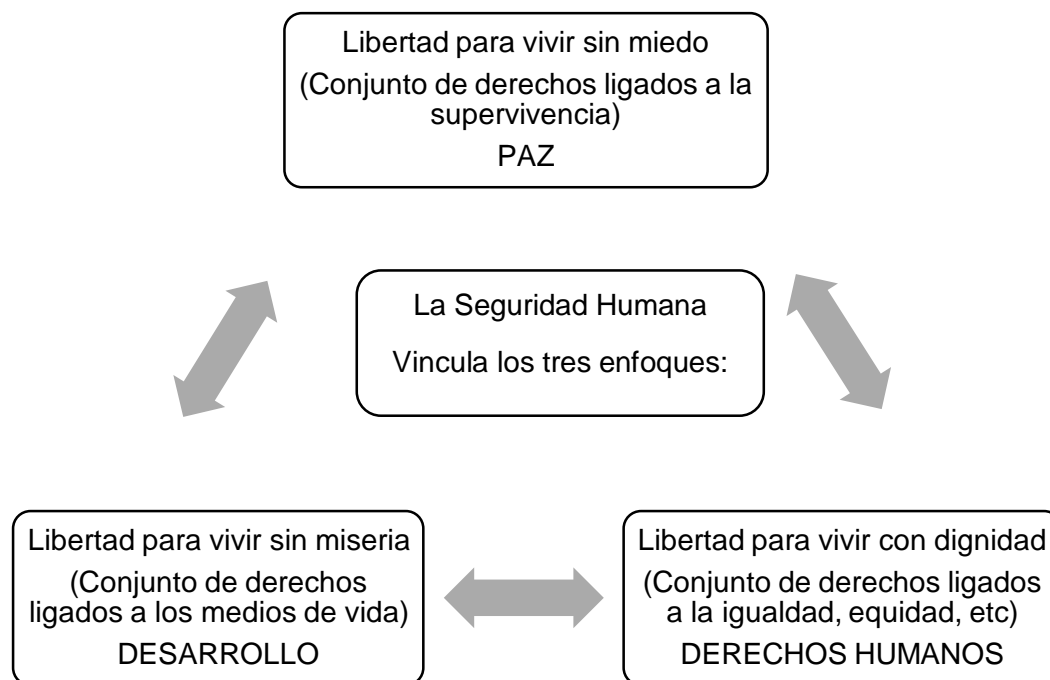 Libertad para vivir sin miedo
(Conjunto de derechos ligados a la
supervivencia)
PAZ
La Seguridad Humana
Vincula los tres enfoques:
Libertad para vivir sin miseria
(Conjunto de derechos
ligados a los medios de vida)
DESARROLLO
Libertad para vivir con dignidad
(Conjunto de derechos ligados
a la igualdad, equidad, etc)
DERECHOS HUMANOS